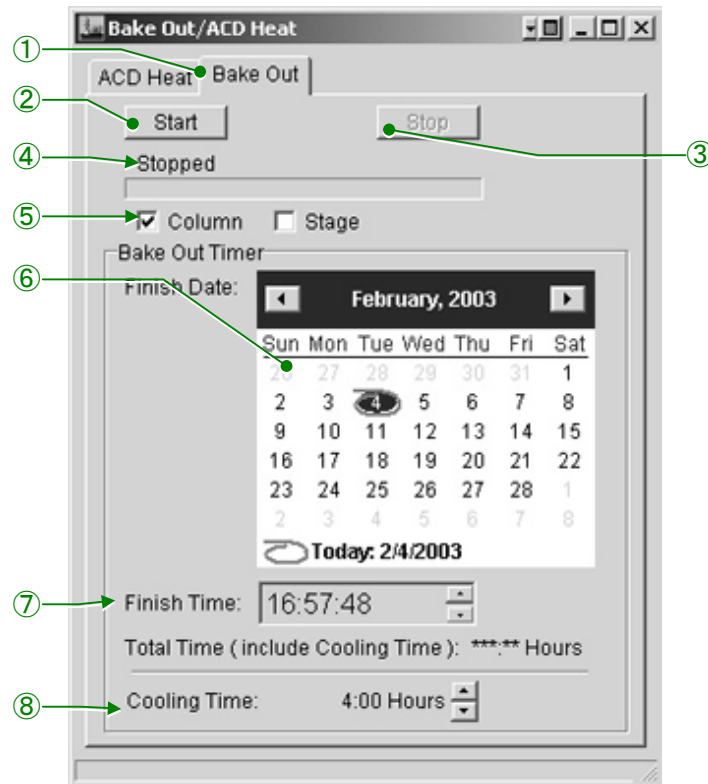 Bake Out/ACD Heat
① ACD Heat Bake Out
② Start Stop ③
④ Stopped
⑤ Column Stage
Bake Out Timer
⑥ Finish Date:
February, 2003
Sun Mon Tue Wed Thu Fri Sat
26 27 28 29 30 31 1
2 3 4 5 6 7 8
9 10 11 12 13 14 15
16 17 18 19 20 21 22
23 24 25 26 27 28 1
2 3 4 5 6 7 8
Today: 2/4/2003
⑦ Finish Time: 16:57:48
Total Time ( include Cooling Time ): ***:** Hours
⑧ Cooling Time: 4:00 Hours